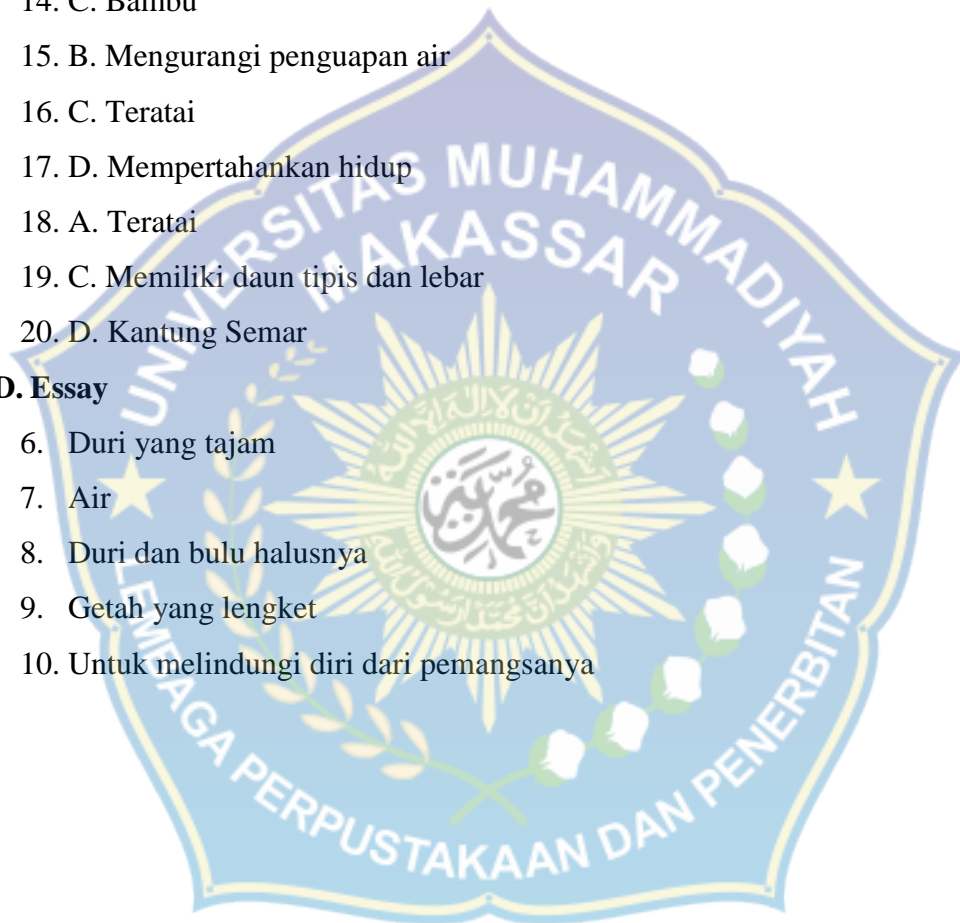 14. C. Bambu
15. B. Mengurangi penguapan air
16. C. Teratai
17. D. Mempertahankan hidup
18. A. Teratai
19. C. Memiliki daun tipis dan lebar
20. D. Kantung Semar
D. Essay
6. Duri yang tajam
7. Air
8. Duri dan bulu halusnya
9. Getah yang lengket
10. Untuk melindungi diri dari pemangsanya
UNIVERSITAS MUHAMMADIYAH
MAKASSAR
LEMBAGA PERPUSTAKAAN DAN PENERBITAN